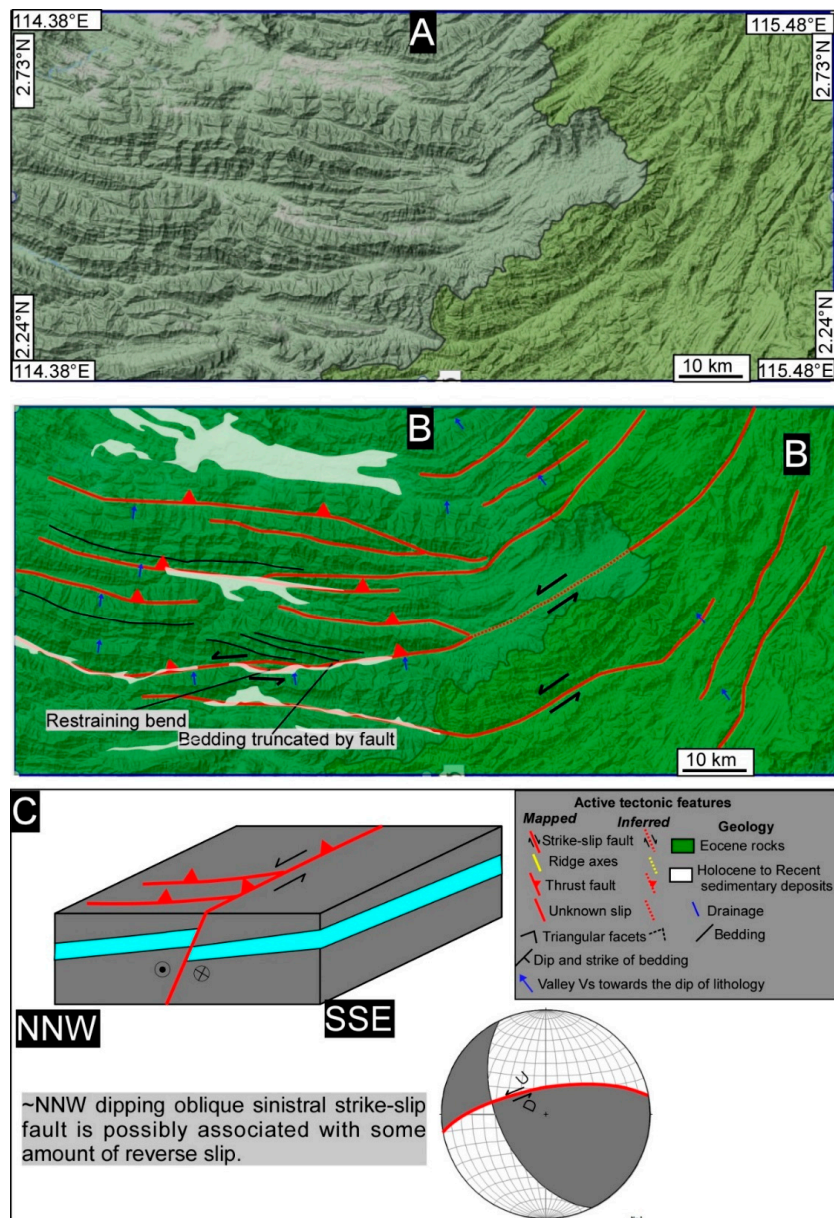 114.38°E
A
115.48°E
2.73°N
2.73°N
2.24°N
2.24°N
10 km
114.38°E
115.48°E
B
B
Restraining bend
Bedding truncated by fault
10 km
C
NNW
SSE
~NNW dipping oblique sinistral strike-slip
fault is possibly associated with some
amount of reverse slip.
Active tectonic features
Mapped
Inferred
Geology
Strike-slip fault
Eocene rocks
Ridge axes
Holocene to Recent
sedimentary deposits
Thrust fault
Unknown slip
Drainage
Triangular facets
Bedding
Dip and strike of bedding
Valley Vs towards the dip of lithology
U
D